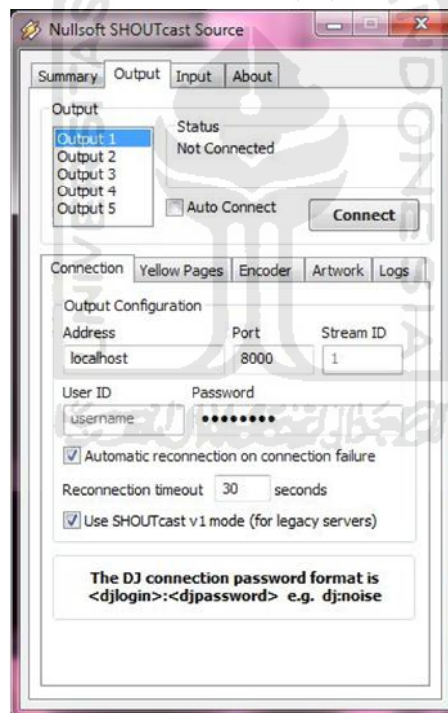 Nullsoft SHOUTcast Source
Summary Output Input About
Output
Output 1
Output 2
Output 3
Output 4
Output 5
Status
Not Connected
Auto Connect
Connect
Connection Yellow Pages Encoder Artwork Logs
Output Configuration
Address Port Stream ID
localhost 8000 1
User ID Password
username ••••••••
Automatic reconnection on connection failure
Reconnection timeout 30 seconds
Use SHOUTcast v1 mode (for legacy servers)
The DJ connection password format is
<djlogin>:<djpassword> e.g. dj:noise